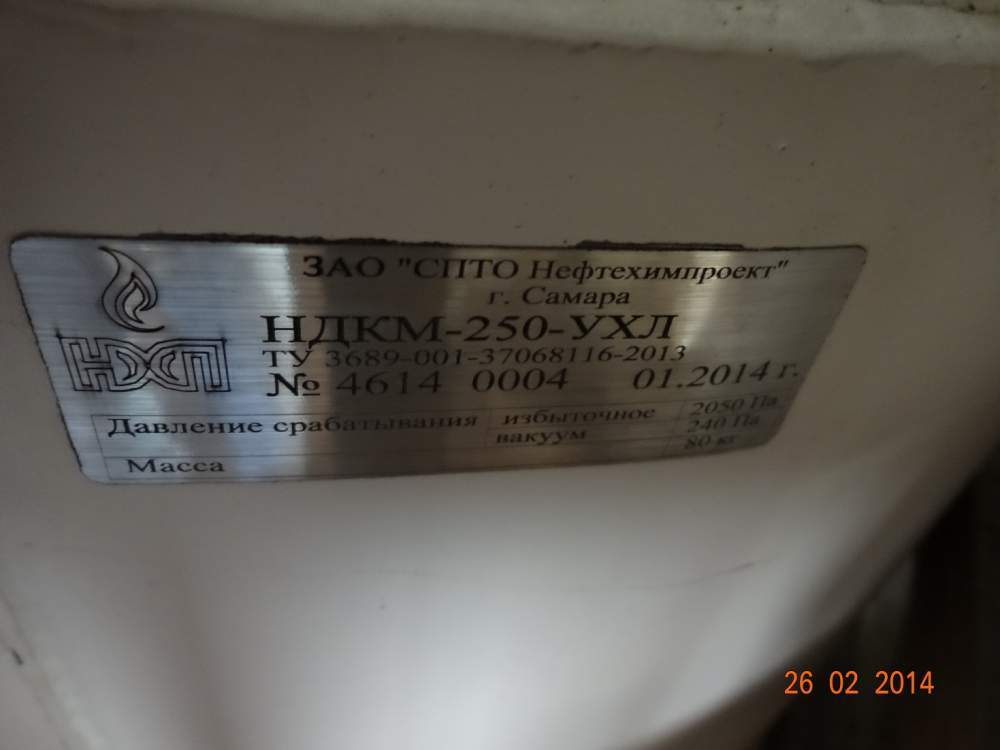 ЗАО "СПТО Нефтехимпроект"
г. Самара
НХП
НДКМ-250-УХЛ
ТУ 3689-001-37068116-2013
№ 4614 0004 01.2014 г.
Давление срабатывания избыточное 2050 Па
вакуум 240 Па
Масса 80 кг
26 02 2014